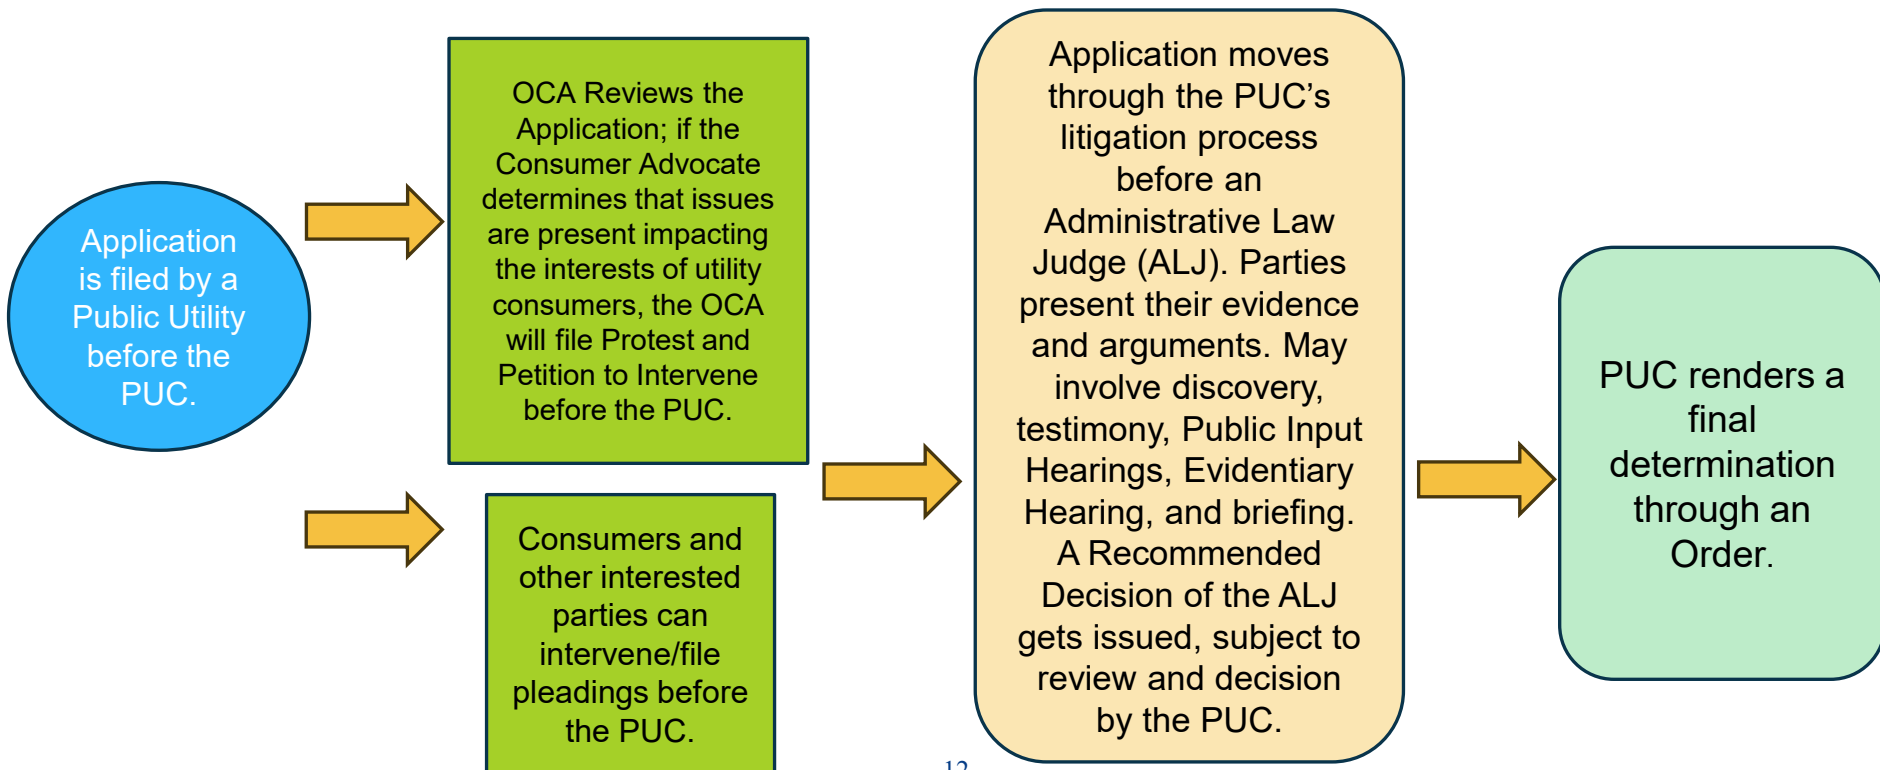 Application
is filed by a
Public Utility
before the
PUC.
OCA Reviews the
Application; if the
Consumer Advocate
determines that issues
are present impacting
the interests of utility
consumers, the OCA
will file Protest and
Petition to Intervene
before the PUC.
Consumers and
other interested
parties can
intervene/file
pleadings before
the PUC.
Application moves
through the PUC’s
litigation process
before an
Administrative Law
Judge (ALJ). Parties
present their evidence
and arguments. May
involve discovery,
testimony, Public Input
Hearings, Evidentiary
Hearing, and briefing.
A Recommended
Decision of the ALJ
gets issued, subject to
review and decision
by the PUC.
PUC renders a
final
determination
through an
Order.
12